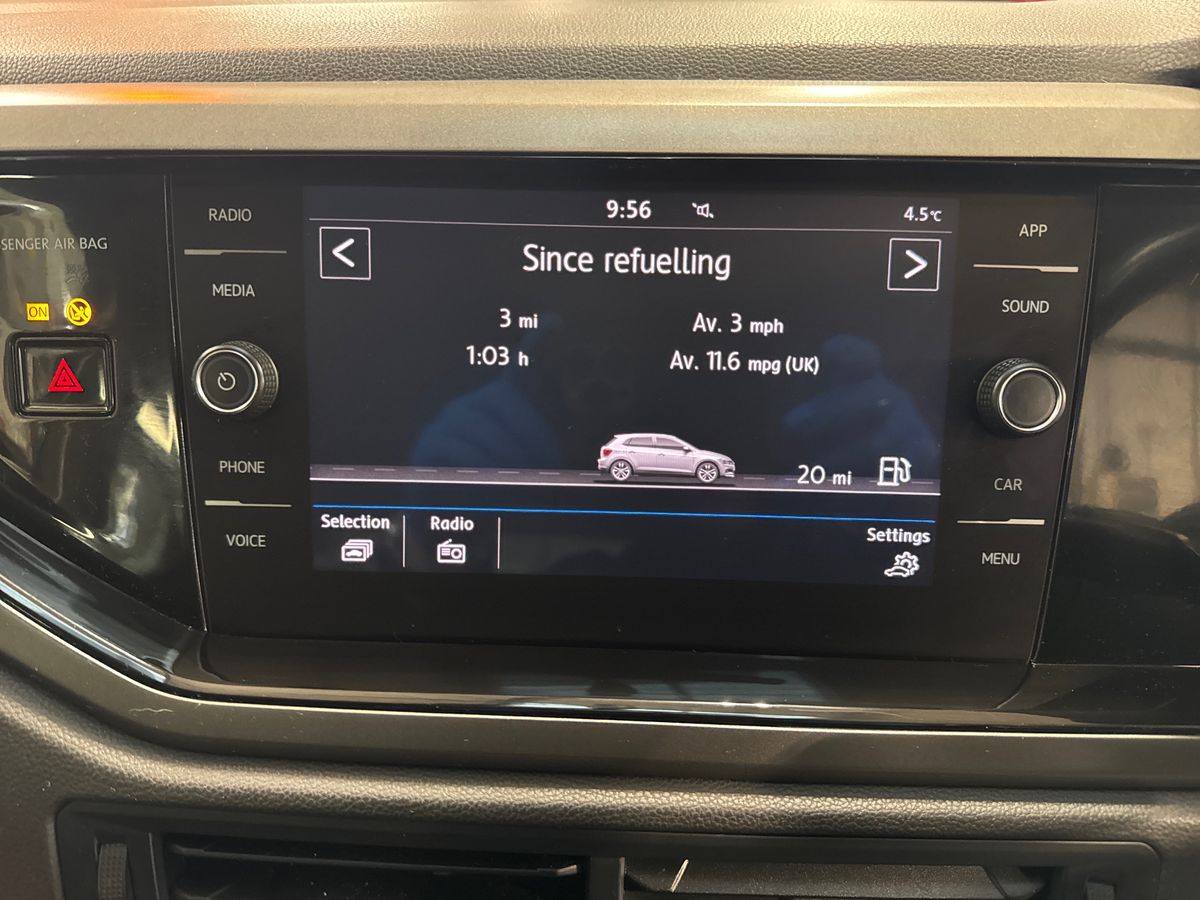 SENGER AIR BAG
ON
RADIO
MEDIA
PHONE
VOICE
9:56
4.5°C
Since refuelling
3 mi
Av. 3 mph
1:03 h
Av. 11.6 mpg (UK)
20 mi
Selection
Radio
Settings
APP
SOUND
CAR
MENU